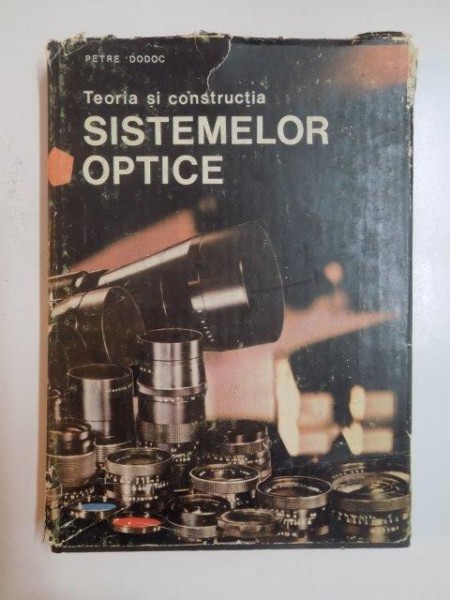 PETRE DODOC
Teoria și construcția
SISTEMELOR
OPTICE